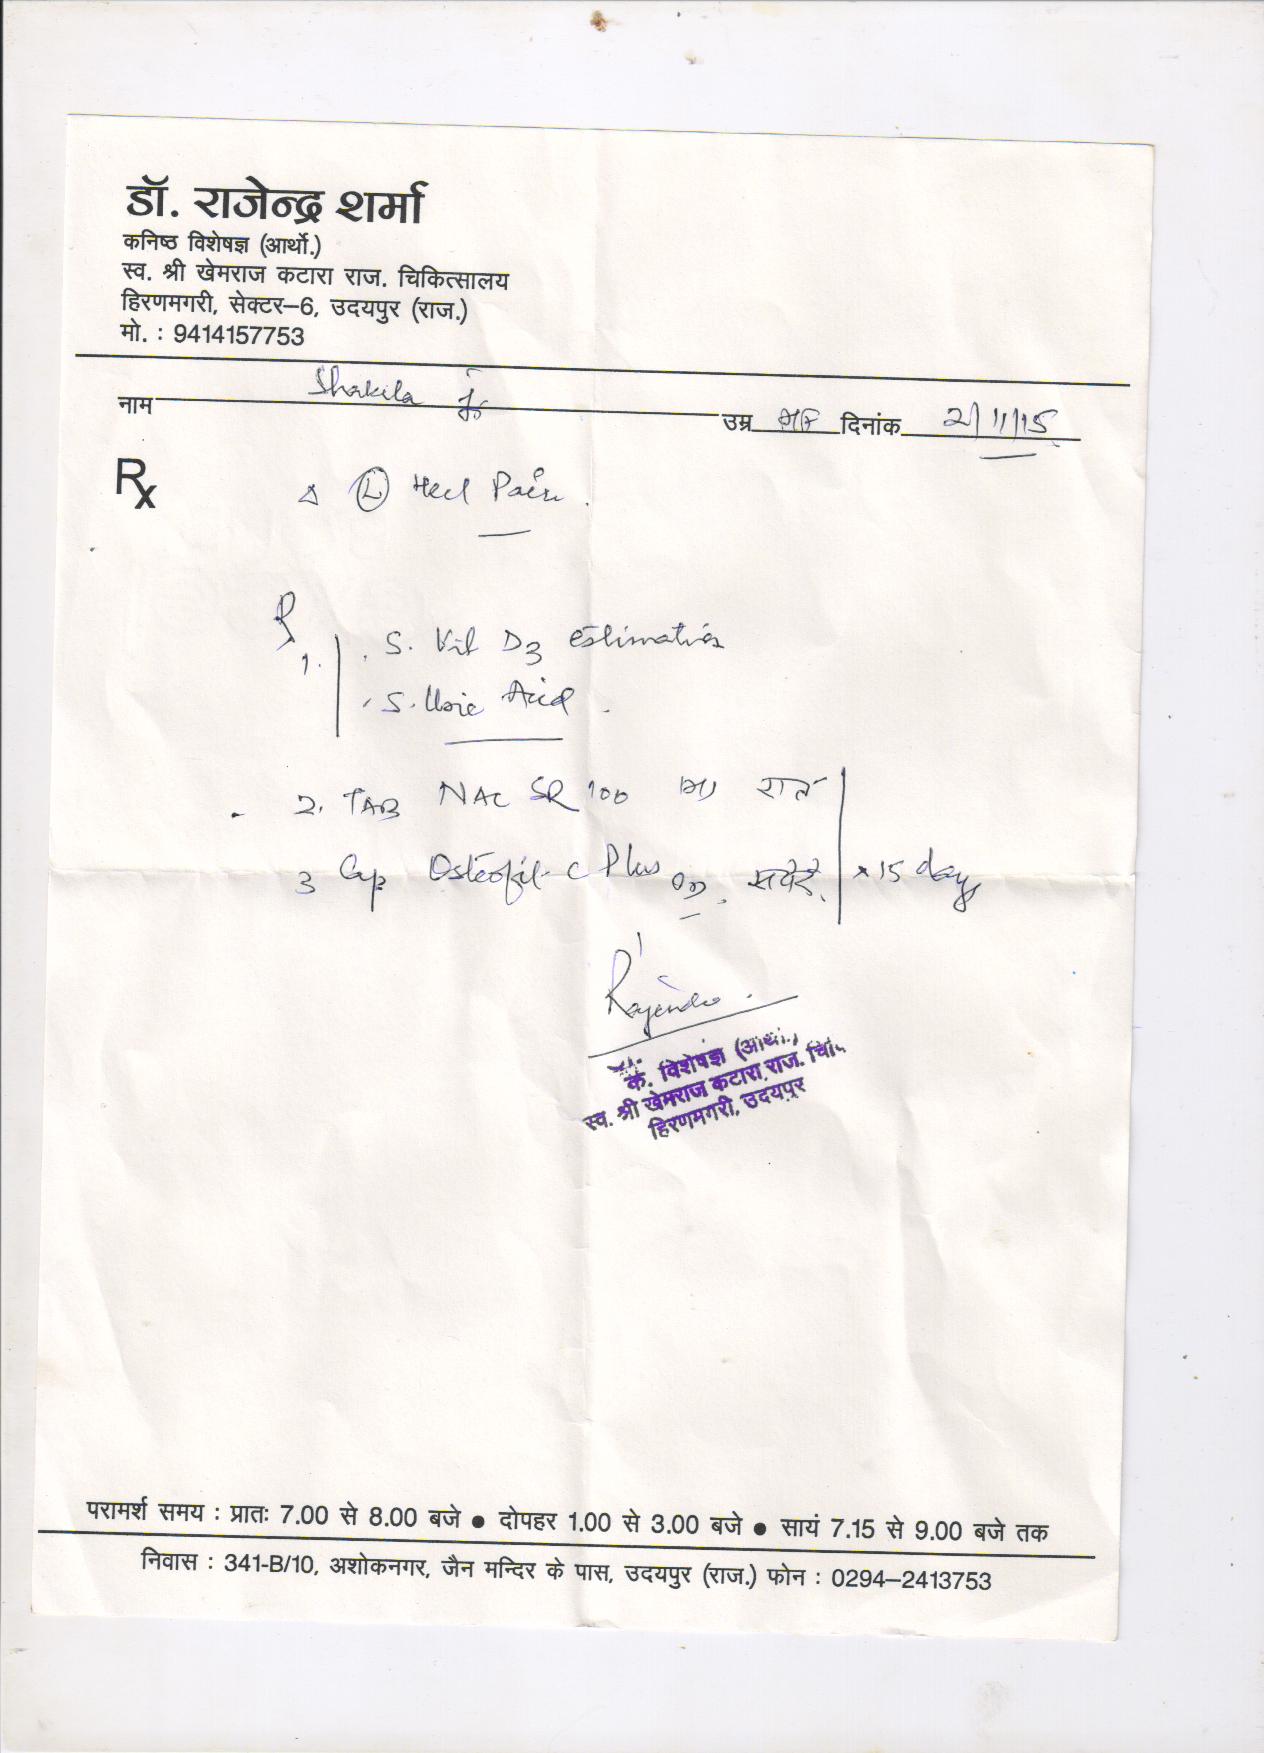 डॉ. राजेन्द्र शर्मा
कनिष्ठ विशेषज्ञ (आर्थो.)
स्व. श्री खेमराज कटारा राज. चिकित्सालय
हिरणमगरी, सेक्टर–6, उदयपुर (राज.)
मो. : 9414157753
नाम Shakila उम्र दिनांक 2/11/15
Rx
Δ (L) Heel Pain.
1. S. Vit D3 estimation
S. Uric Acid.
2. TAB NAC SR 100 रात
3 Cap Osteofit-C Plus सवेरे. × 15 days
Rajendra.
क. विशेषज्ञ (आर्थो.)
स्व. श्री खेमराज कटारा राज. चि.
हिरणमगरी, उदयपुर
परामर्श समय : प्रातः 7.00 से 8.00 बजे ● दोपहर 1.00 से 3.00 बजे ● सायं 7.15 से 9.00 बजे तक
निवास : 341-B/10, अशोकनगर, जैन मन्दिर के पास, उदयपुर (राज.) फोन : 0294–2413753